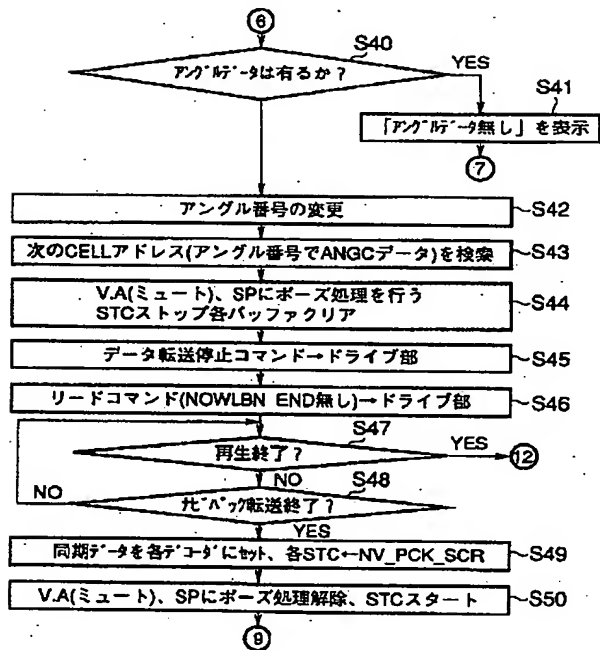 6
S40
アングルデータは有るか？
YES
S41
「アングルデータ無し」を表示
7
アングル番号の変更
S42
次のCELLアドレス(アングル番号でANGCデータ)を検索
S43
V.A(ミュート)、SPにポーズ処理を行う
STCストップ各バッファクリア
S44
データ転送停止コマンド→ドライブ部
S45
リードコマンド(NOWLBN END無し)→ドライブ部
S46
S47
再生終了？
YES
12
NO
S48
NO
ナビパック転送終了？
YES
同期データを各デコーダにセット、各STC←NV_PCK_SCR
S49
V.A(ミュート)、SPにポーズ処理解除、STCスタート
S50
9